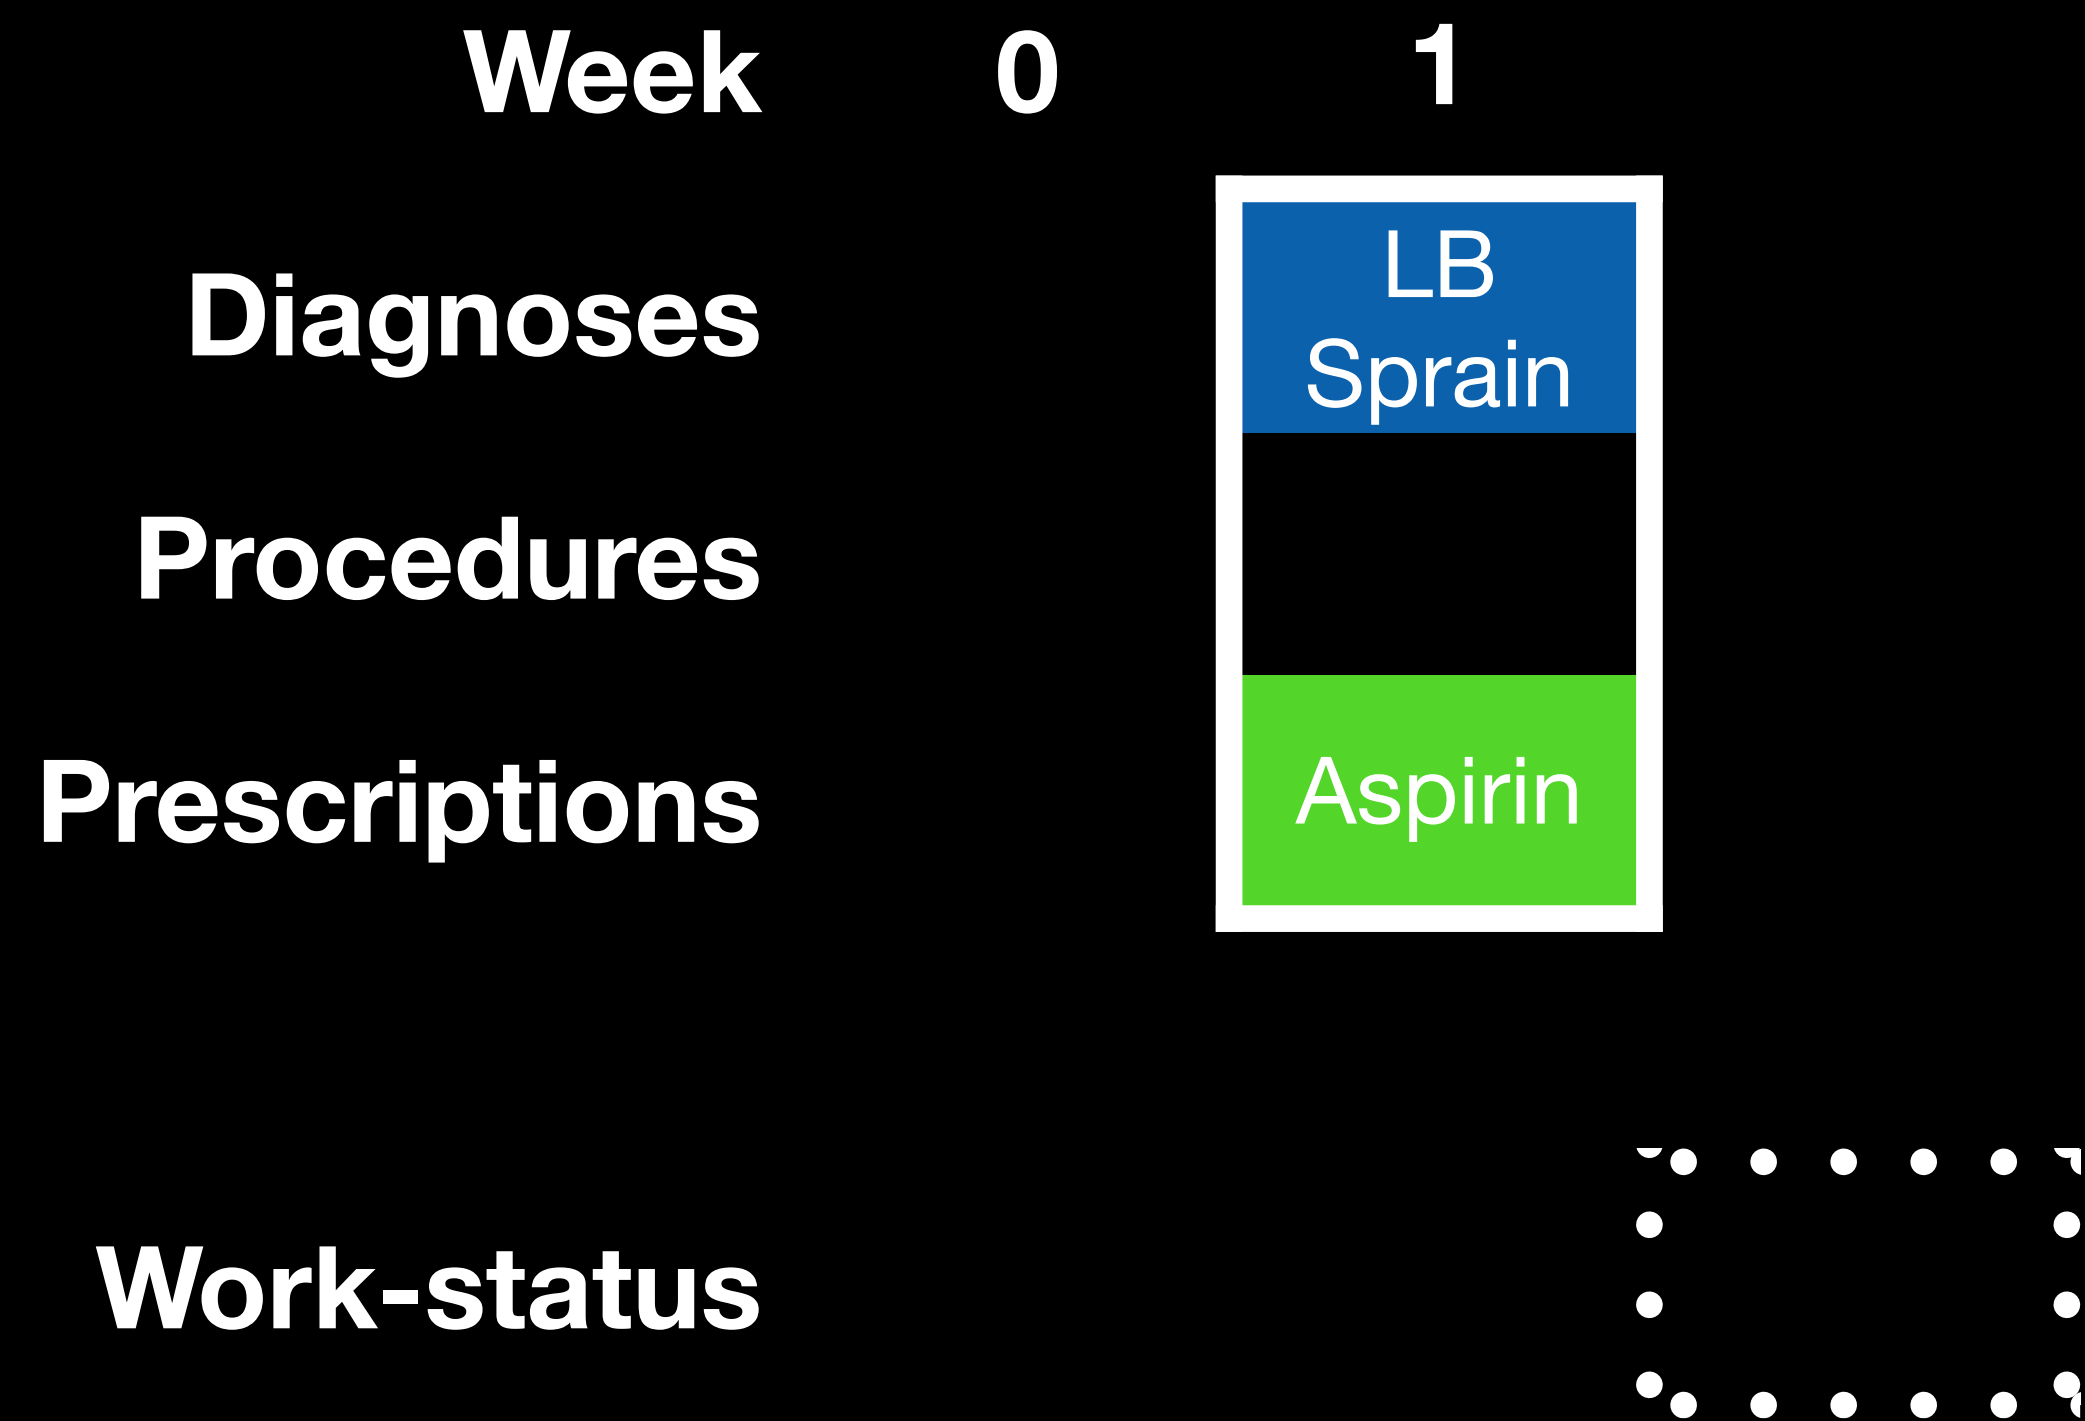 Week 0 1
Diagnoses
LB
Sprain
Procedures
Prescriptions
Aspirin
Work-status